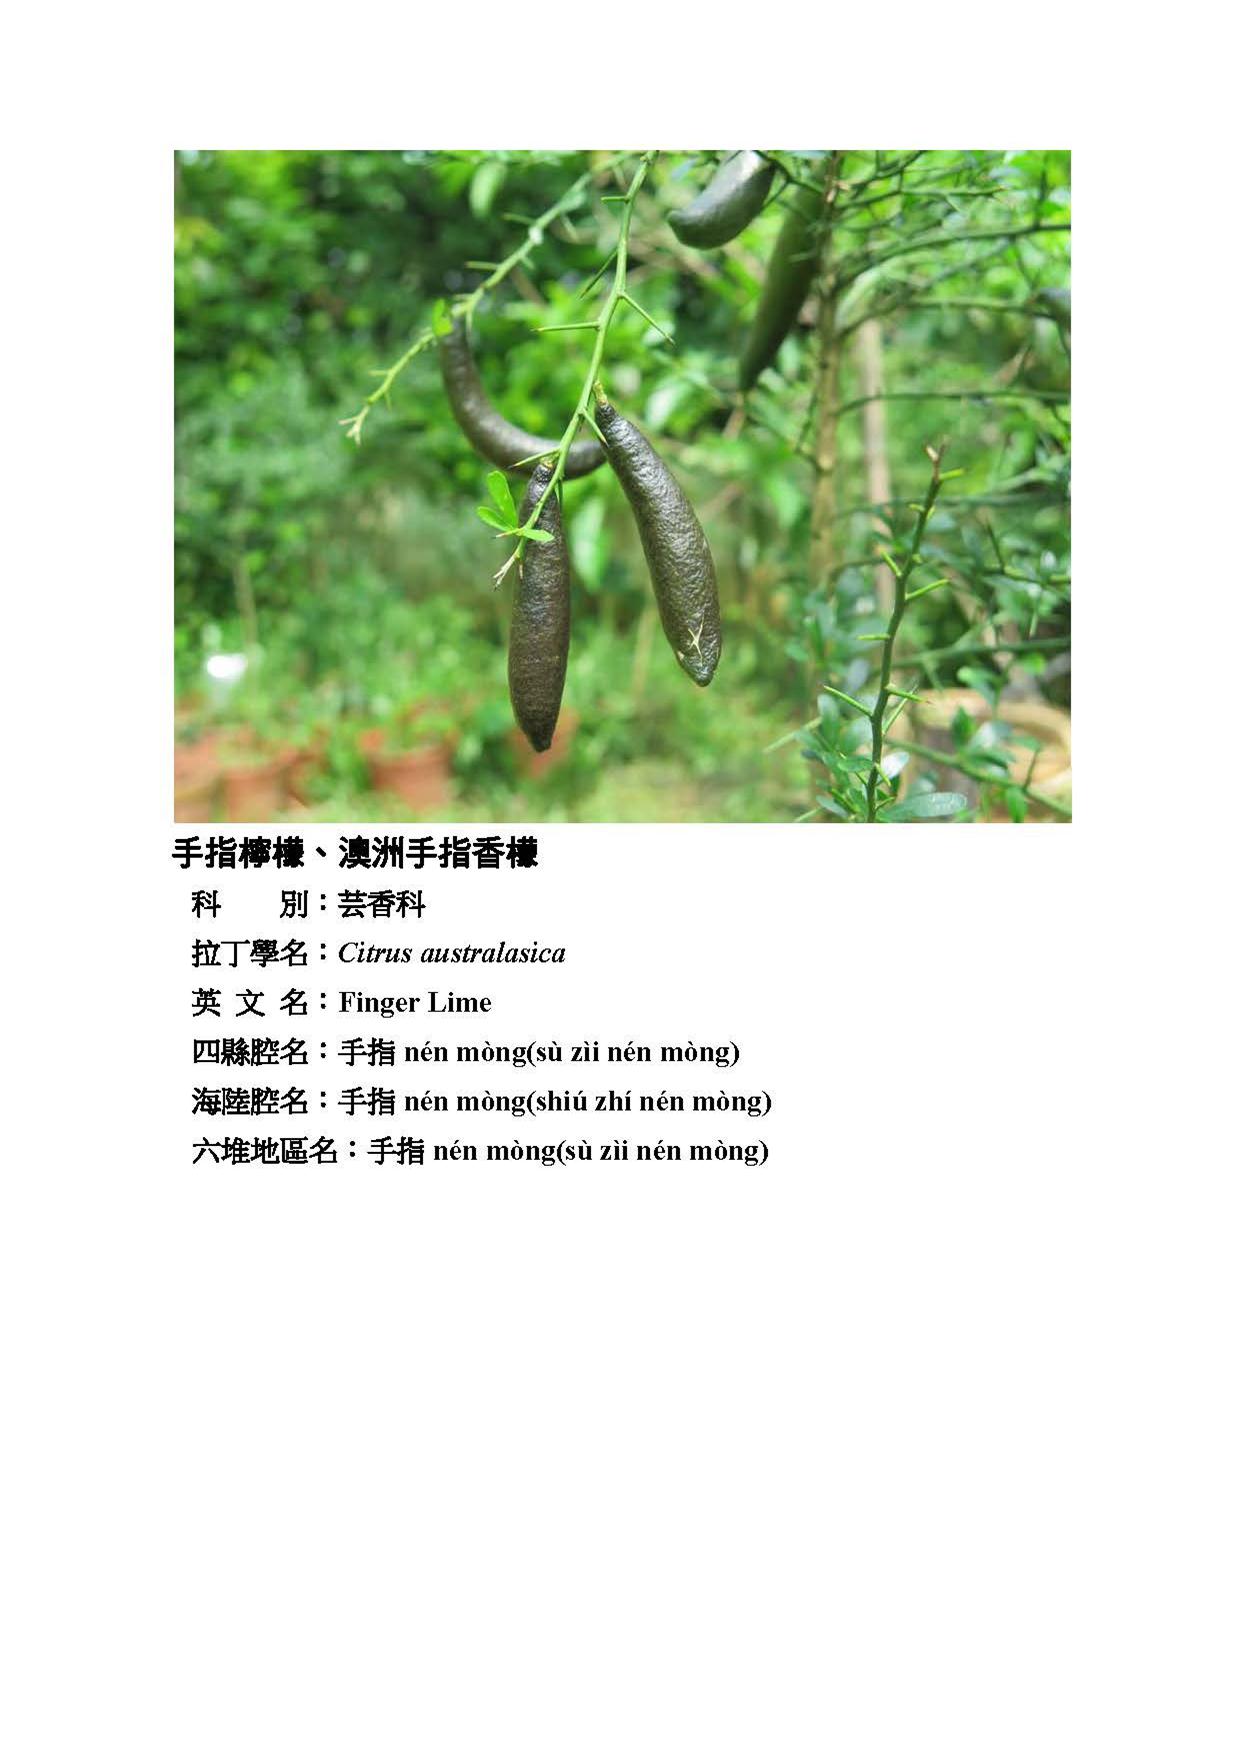 手指檸檬、澳洲手指香檬
科　　別：芸香科
拉丁學名：Citrus australasica
英 文 名：Finger Lime
四縣腔名：手指 nén mòng(sù zìi nén mòng)
海陸腔名：手指 nén mòng(shiú zhí nén mòng)
六堆地區名：手指 nén mòng(sù zìi nén mòng)